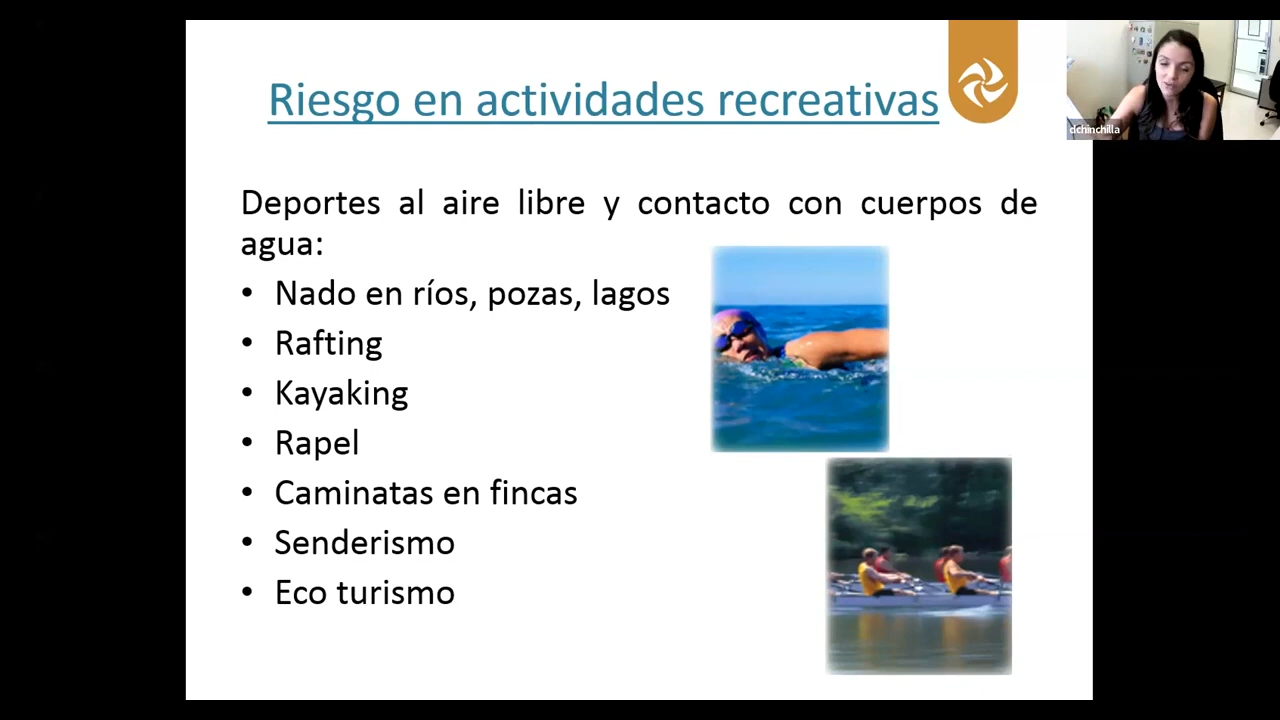 Riesgo en actividades recreativas
dchinchilla
Deportes al aire libre y contacto con cuerpos de
agua:
• Nado en ríos, pozas, lagos
• Rafting
• Kayaking
• Rapel
• Caminatas en fincas
• Senderismo
• Eco turismo